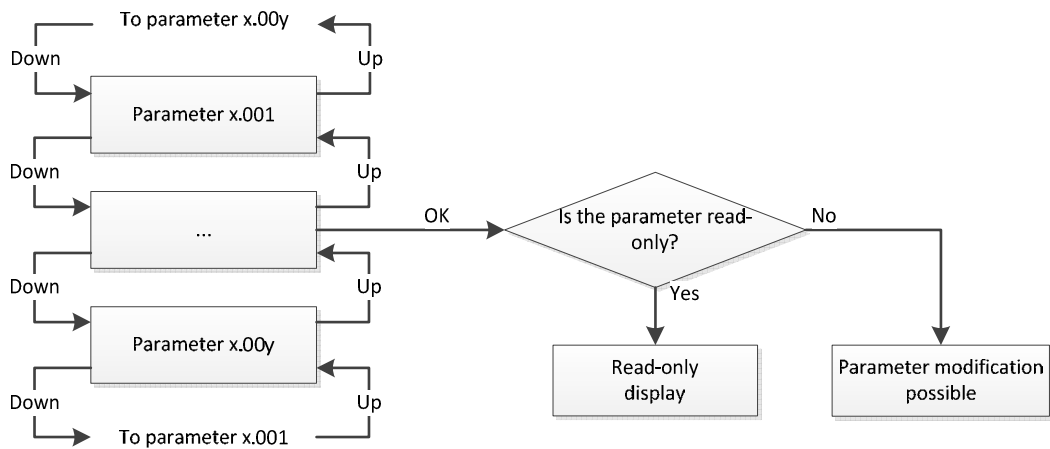 To parameter x.00y
Down
Up
Parameter x.001
Down
Up
...
OK
Is the parameter read-
only?
No
Yes
Down
Up
Parameter x.00y
Read-only
display
Parameter modification
possible
Down
Up
To parameter x.001